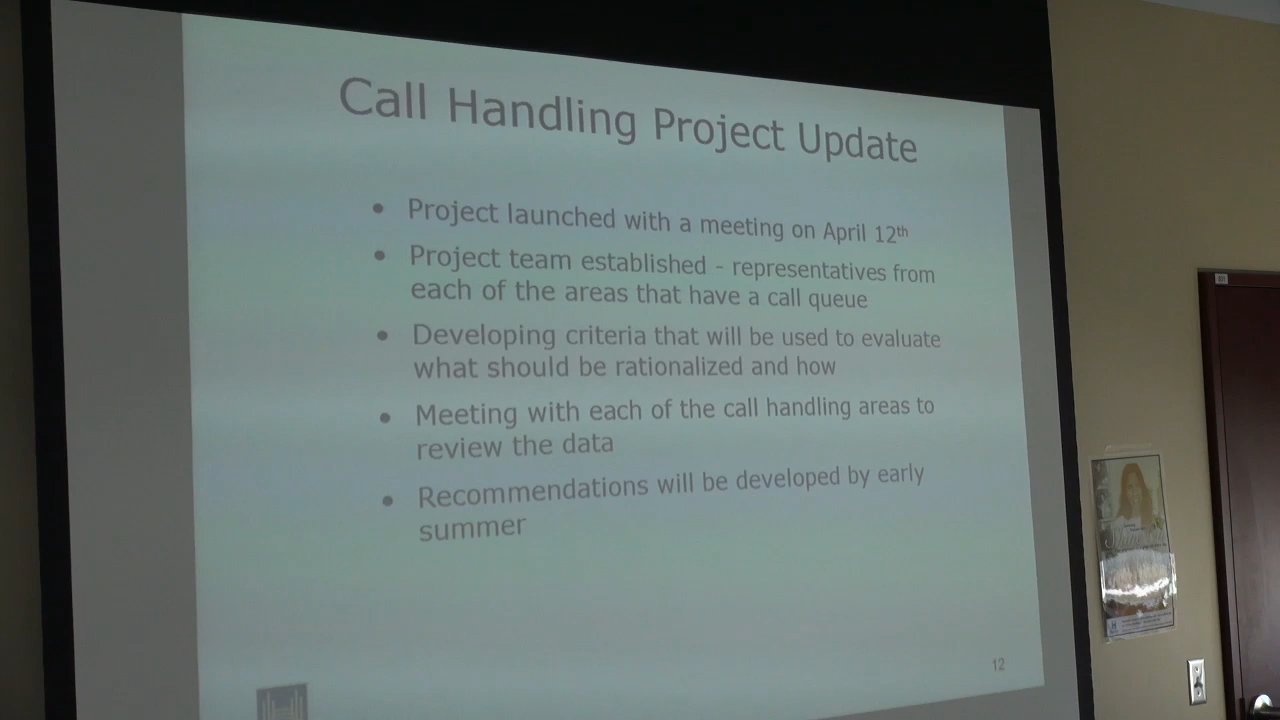 Call Handling Project Update
• Project launched with a meeting on April 12th
• Project team established - representatives from
each of the areas that have a call queue
• Developing criteria that will be used to evaluate
what should be rationalized and how
• Meeting with each of the call handling areas to
review the data
• Recommendations will be developed by early
summer
12